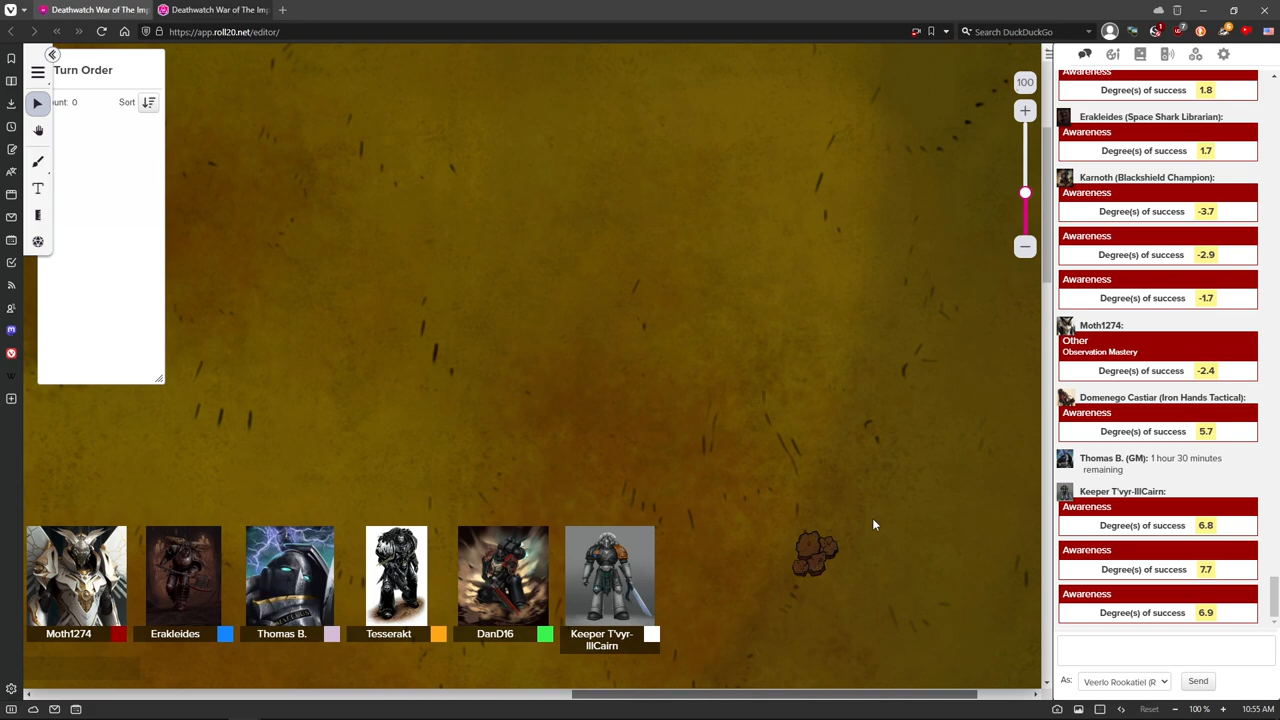 Deathwatch War of The Imp
Deathwatch War of The Imp
https://app.roll20.net/editor/
Search DuckDuckGo
Turn Order
unt: 0
Sort
100
Awareness
Degree(s) of success 1.8
Erakleides (Space Shark Librarian):
Awareness
Degree(s) of success 1.7
Karnoth (Blackshield Champion):
Awareness
Degree(s) of success -3.7
Awareness
Degree(s) of success -2.9
Awareness
Degree(s) of success -1.7
Moth1274:
Other
Observation Mastery
Degree(s) of success -2.4
Domenego Castiar (Iron Hands Tactical):
Awareness
Degree(s) of success 5.7
Thomas B. (GM): 1 hour 30 minutes
remaining
Keeper T'vyr-IllCairn:
Awareness
Degree(s) of success 6.8
Awareness
Degree(s) of success 7.7
Awareness
Degree(s) of success 6.9
Moth1274
Erakleides
Thomas B.
Tesserakt
DanD16
Keeper T'vyr-
IllCairn
As: Veerlo Rookatiel (R
Send
Reset
100 %
10:55 AM